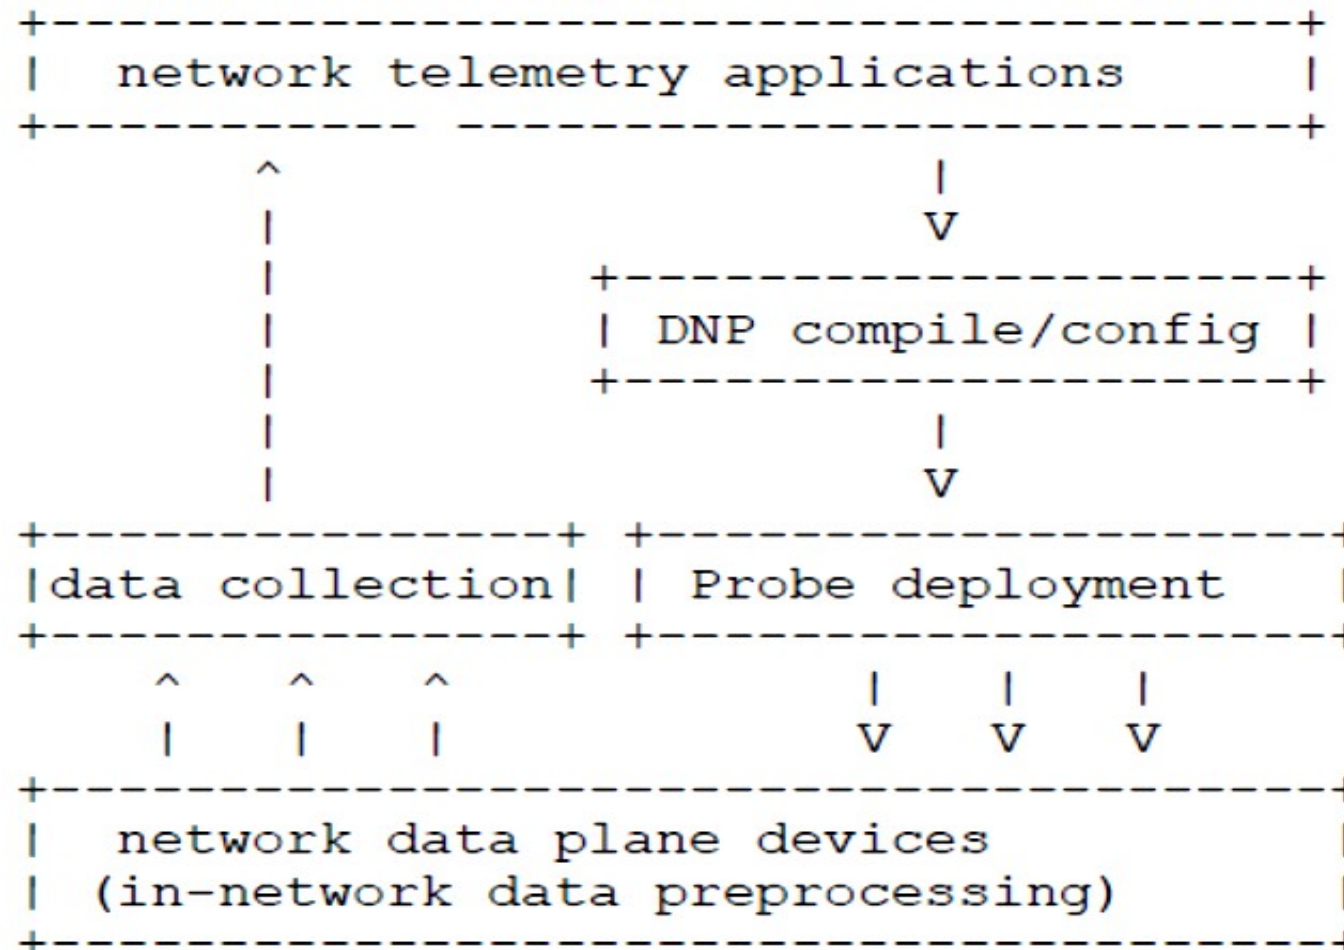 network telemetry applications
DNP compile/config
data collection
Probe deployment
network data plane devices
(in-network data preprocessing)